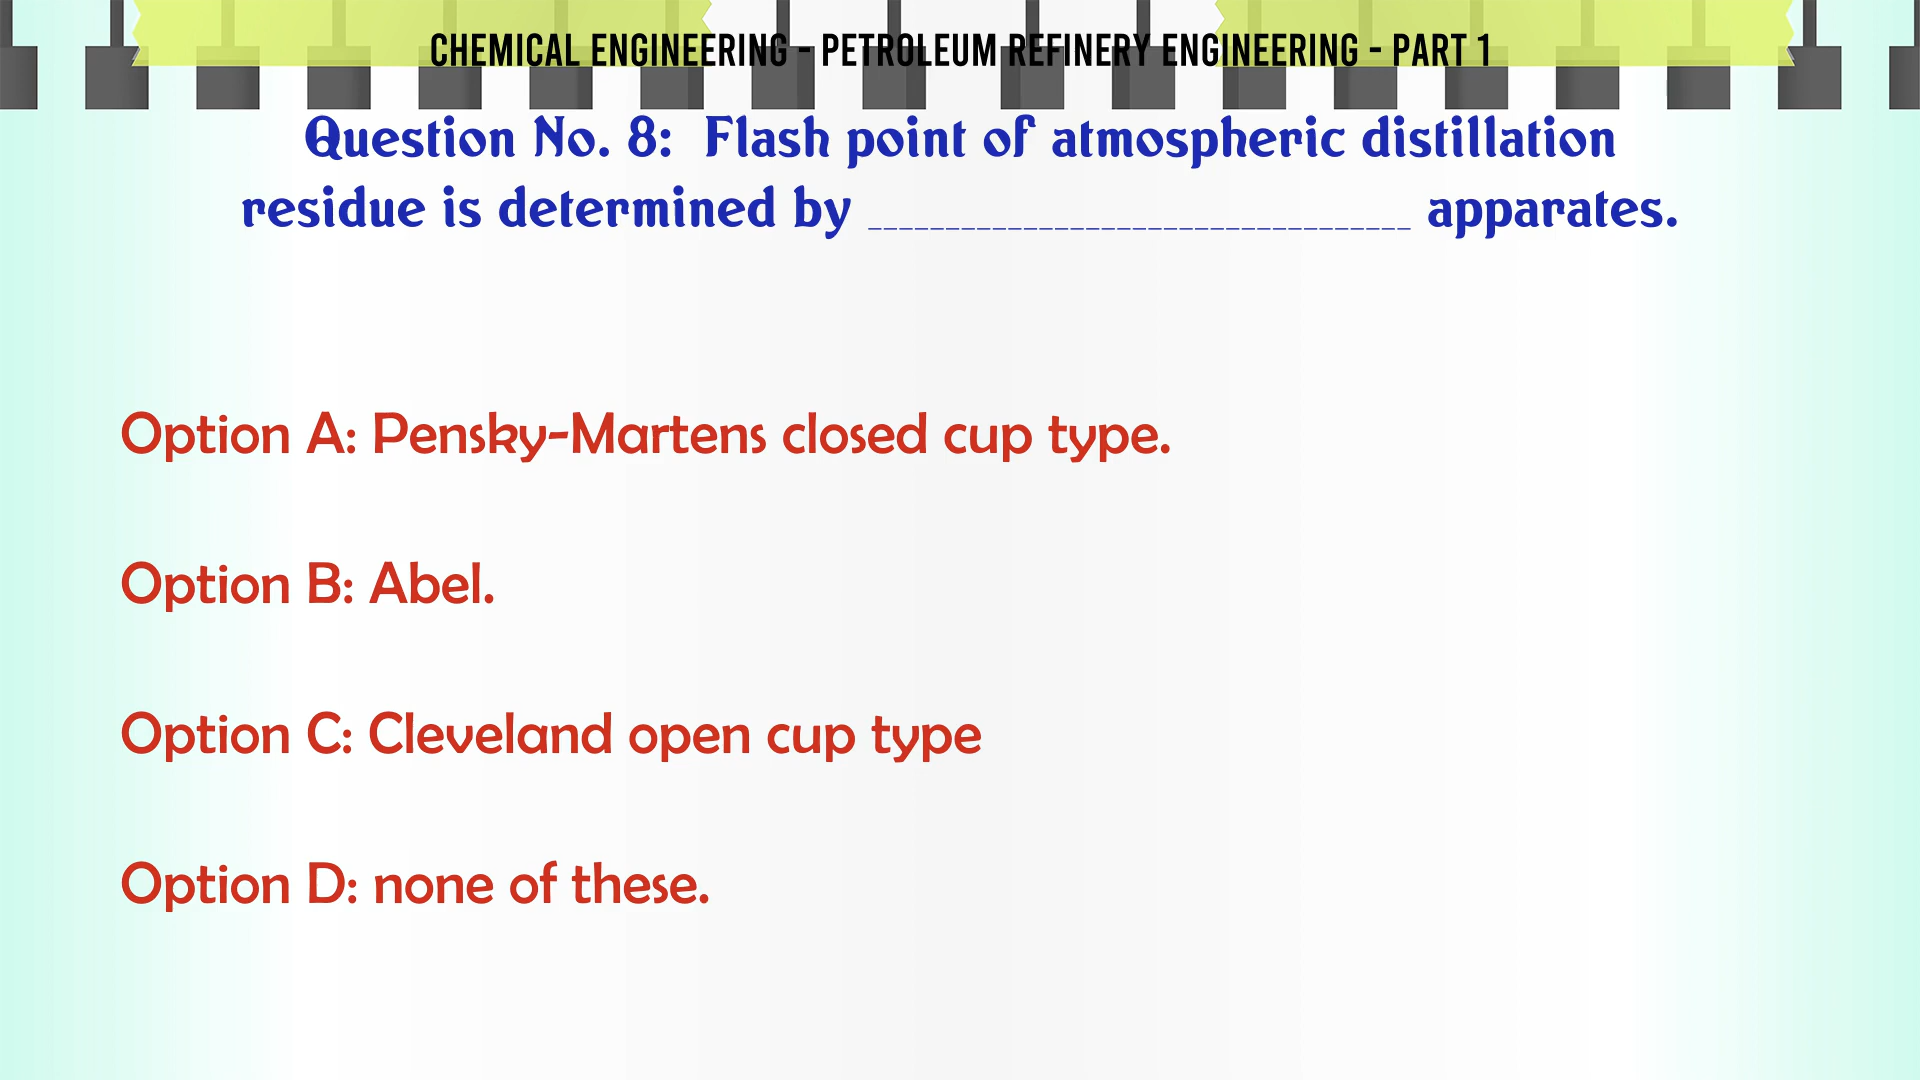 CHEMICAL ENGINEERING - PETROLEUM REFINERY ENGINEERING - PART 1
Question No. 8: Flash point of atmospheric distillation
residue is determined by ___________________________________ apparates.
Option A: Pensky-Martens closed cup type.
Option B: Abel.
Option C: Cleveland open cup type
Option D: none of these.